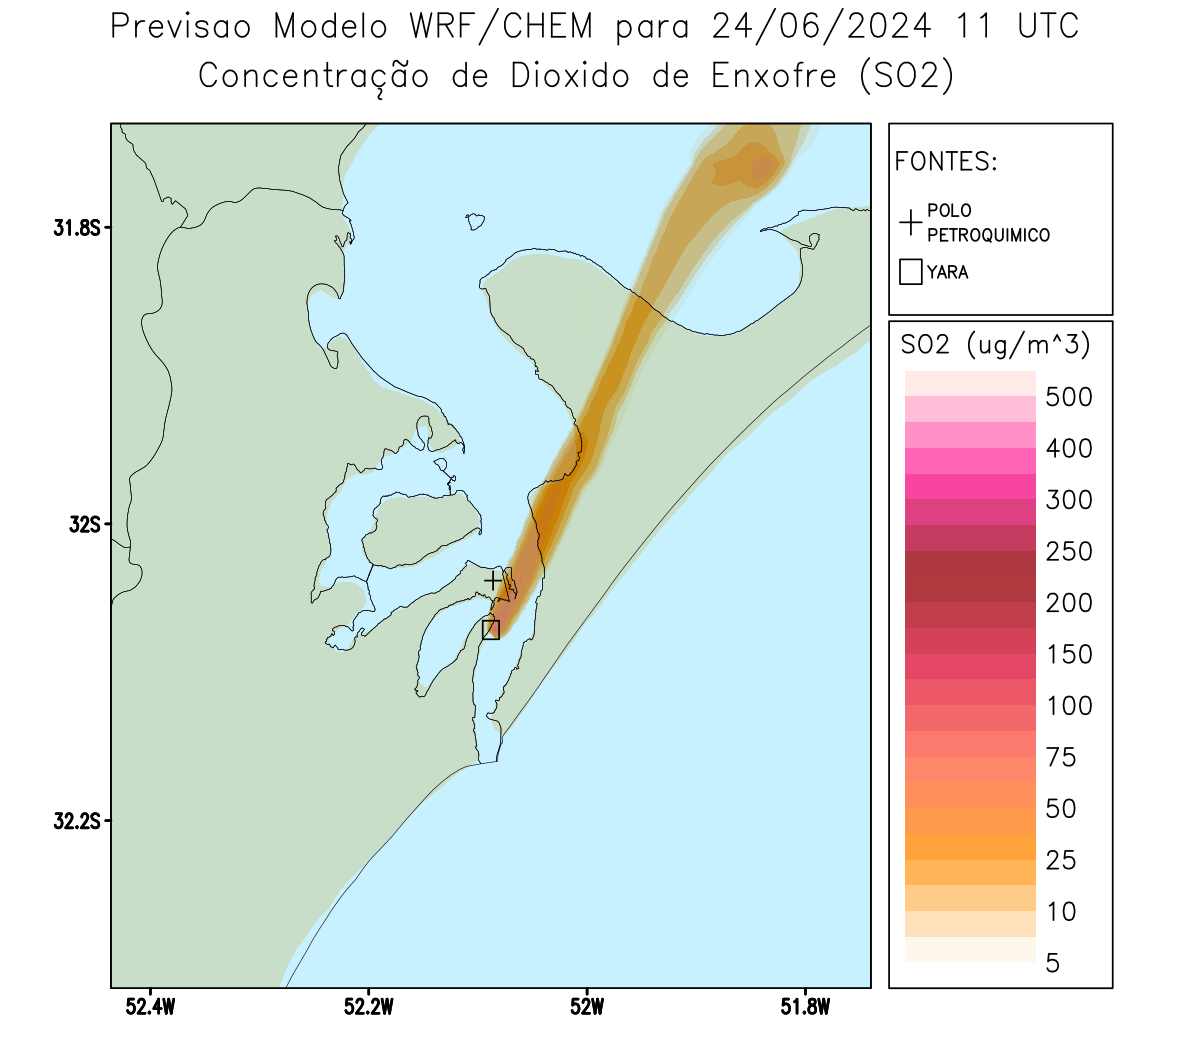 Previsao Modelo WRF/CHEM para 24/06/2024 11 UTC
Concentração de Dioxido de Enxofre (SO2)
FONTES:
POLO
PETROQUIMICO
YARA
SO2 (ug/m^3)
500
400
300
250
200
150
100
75
50
25
10
5
31.8S
32S
32.2S
52.4W
52.2W
52W
51.8W